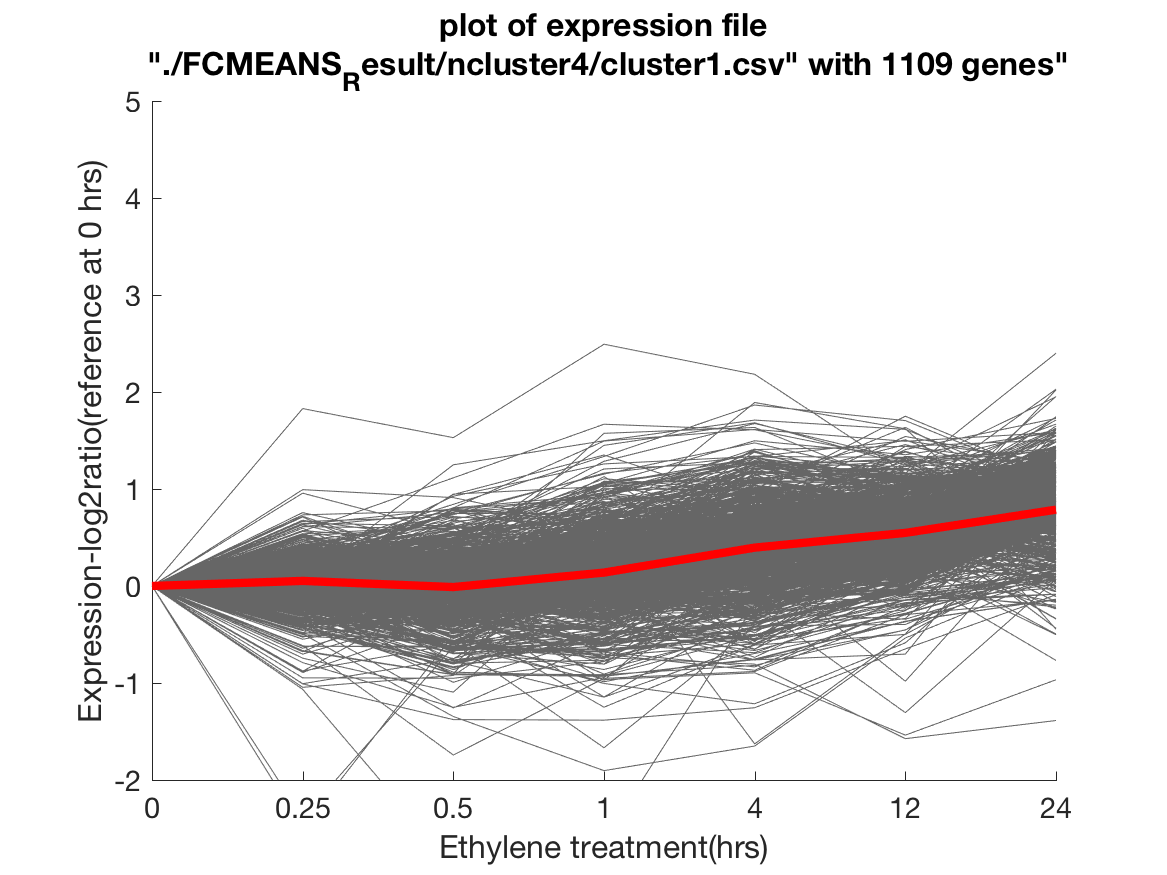 plot of expression file
"./FCMEANS_Result/ncluster4/cluster1.csv" with 1109 genes"
5
4
3
2
1
0
-1
-2
Expression-log2ratio(reference at 0 hrs)
0 0.25 0.5 1 4 12 24
Ethylene treatment(hrs)